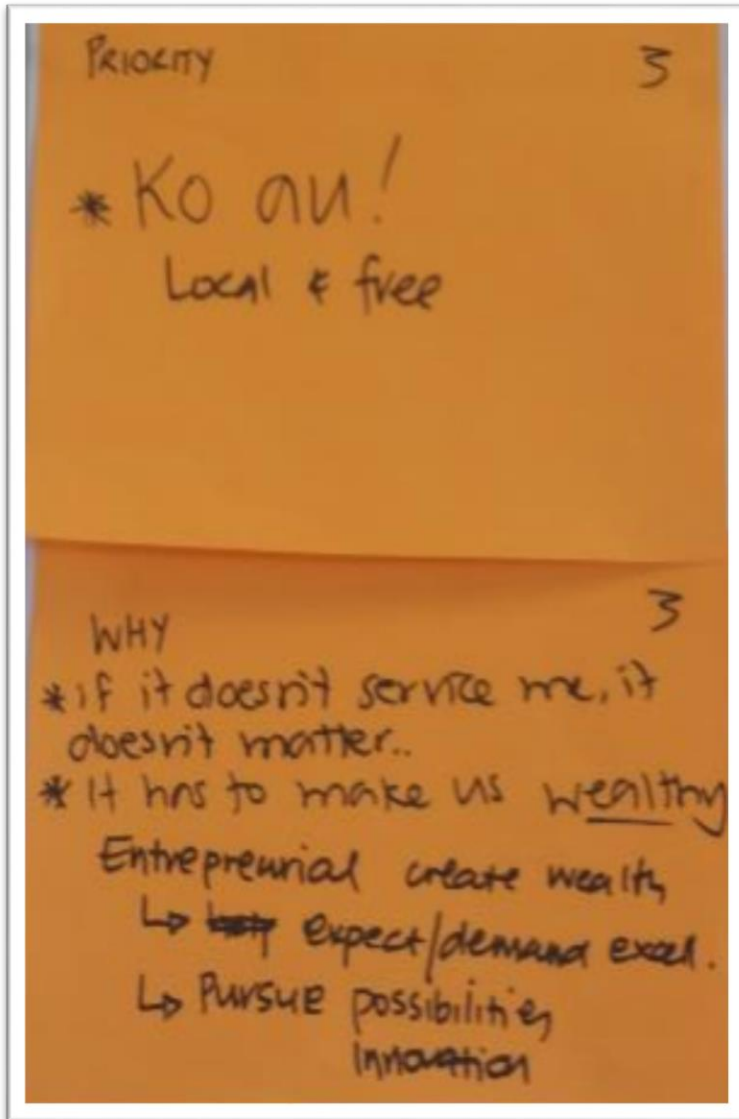 PRIORITY 3
* Ko au!
Local & free
WHY 3
* if it doesn't service me, it
doesn't matter..
* It has to make us wealthy
Entrepreurial create wealth
↳ expect/demand excel.
↳ Pursue possibilities
Innovation